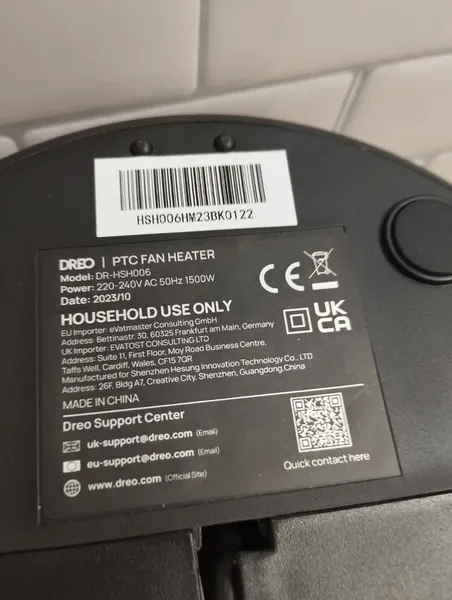 HSH006HM23BK0122
DREO | PTC FAN HEATER
Model: DR-HSH006
Power: 220-240V AC 50Hz 1500W
Date: 2023/10
HOUSEHOLD USE ONLY
EU Importer: eVatmaster Consulting GmbH
Address: Bettinastr. 30, 60325 Frankfurt am Main, Germany
UK Importer: EVATOST CONSULTING LTD
Address: Suite 11, First Floor, Moy Road Business Centre,
Taffs Well, Cardiff, Wales, CF15 7QR
Manufactured for Shenzhen Hesung Innovation Technology Co., LTD
Address: 26F, Bldg A7, Creative City, Shenzhen, Guangdong.China
MADE IN CHINA
CE
UK
CA
Dreo Support Center
uk-support@dreo.com (Email)
eu-support@dreo.com (Email)
www.dreo.com (Official Site)
Quick contact here